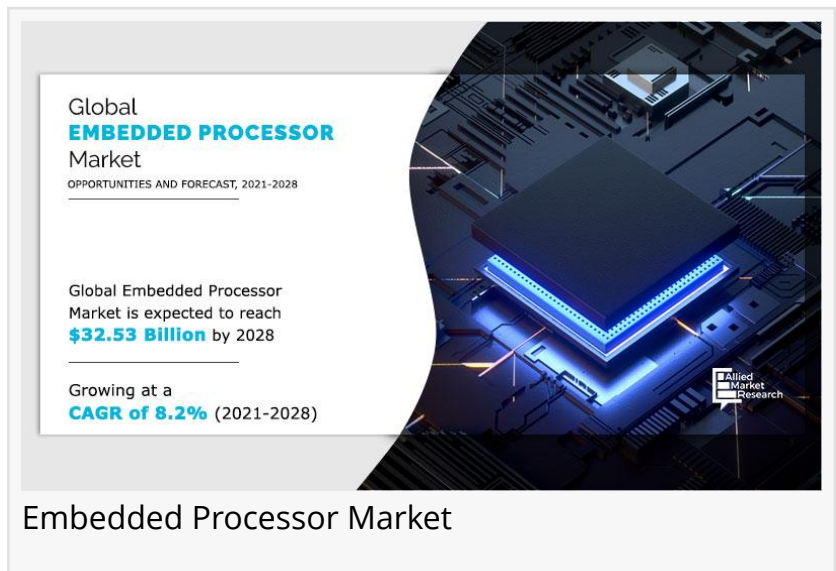 Global
EMBEDDED PROCESSOR
Market
OPPORTUNITIES AND FORECAST, 2021-2028
Global Embedded Processor
Market is expected to reach
$32.53 Billion by 2028
Growing at a
CAGR of 8.2% (2021-2028)
Allied
Market
Research
Embedded Processor Market